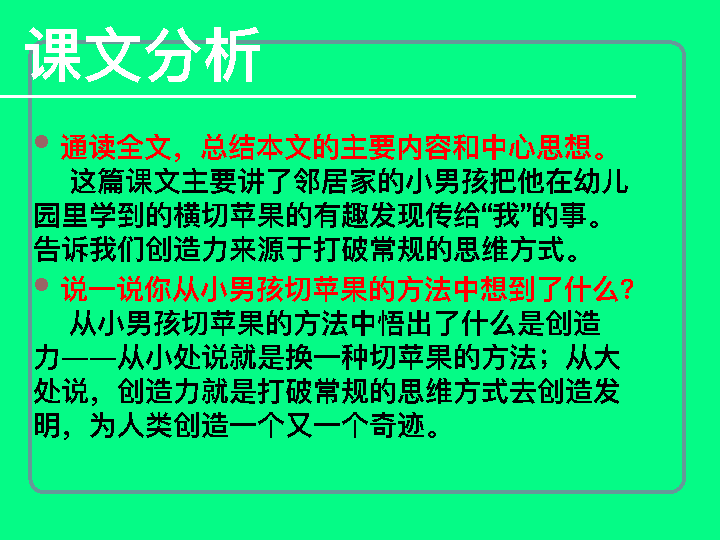 课文分析
通读全文，总结本文的主要内容和中心思想。
这篇课文主要讲了邻居家的小男孩把他在幼儿
园里学到的横切苹果的有趣发现传给“我”的事。
告诉我们创造力来源于打破常规的思维方式。
说一说你从小男孩切苹果的方法中想到了什么？
从小男孩切苹果的方法中悟出了什么是创造
力——从小处说就是换一种切苹果的方法；从大
处说，创造力就是打破常规的思维方式去创造发
明，为人类创造一个又一个奇迹。